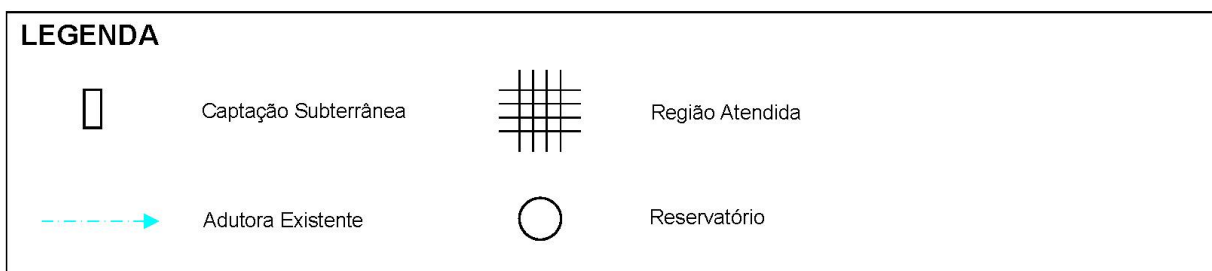 LEGENDA
Captação Subterrânea
Região Atendida
Adutora Existente
Reservatório